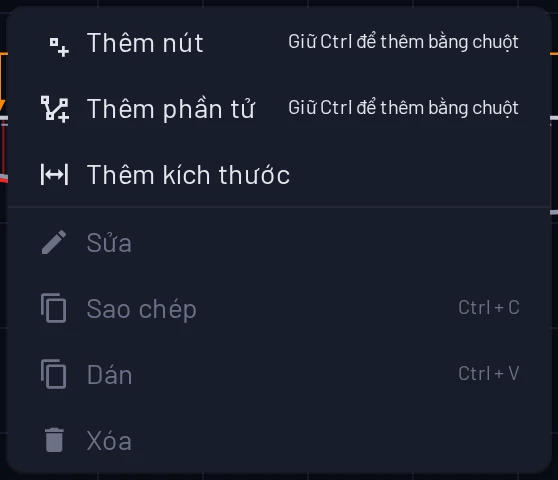 Thêm nút Giữ Ctrl để thêm bằng chuột
Thêm phần tử Giữ Ctrl để thêm bằng chuột
Thêm kích thước
Sửa
Sao chép Ctrl + C
Dán Ctrl + V
Xóa